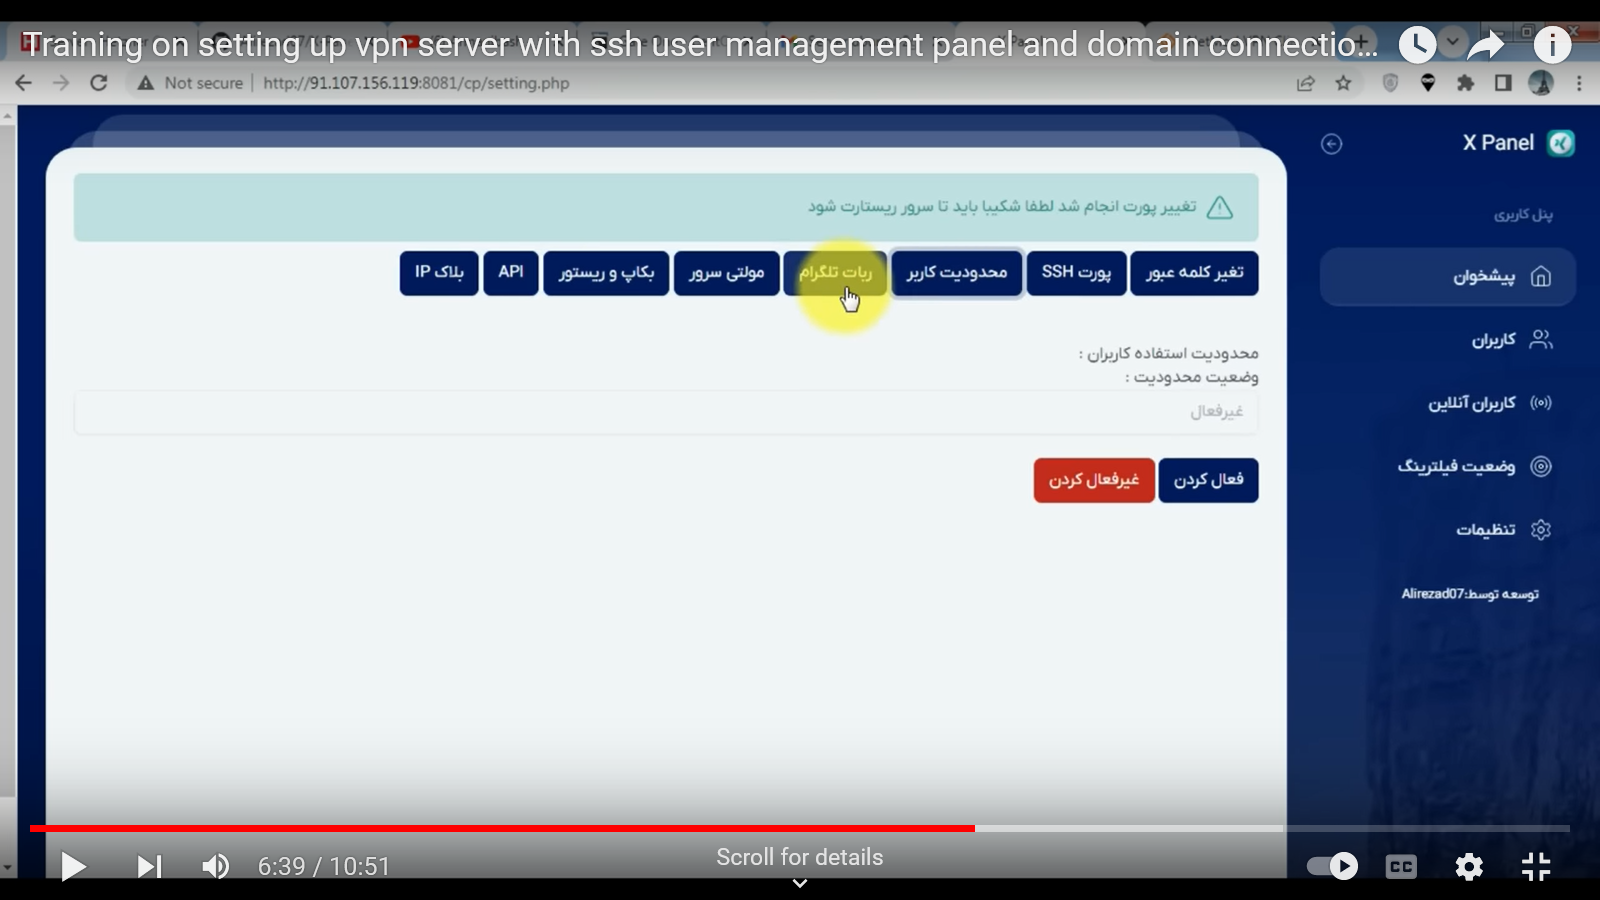 Training on setting up vpn server with ssh user management panel and domain connectio...
Not secure | http://91.107.156.119:8081/cp/setting.php
X Panel
پنل کاربری
پیشخوان
کاربران
کاربران آنلاین
وضعیت فیلترینگ
تنظیمات
توسعه توسط:Alirezad07
تغییر پورت انجام شد لطفا شکیبا باید تا سرور ریستارت شود
تغیر کلمه عبور
پورت SSH
محدودیت کاربر
ربات تلگرام
مولتی سرور
بکاپ و ریستور
API
بلاک IP
محدودیت استفاده کاربران :
وضعیت محدودیت :
غیرفعال
فعال کردن
غیرفعال کردن
6:39 / 10:51
Scroll for details
CC